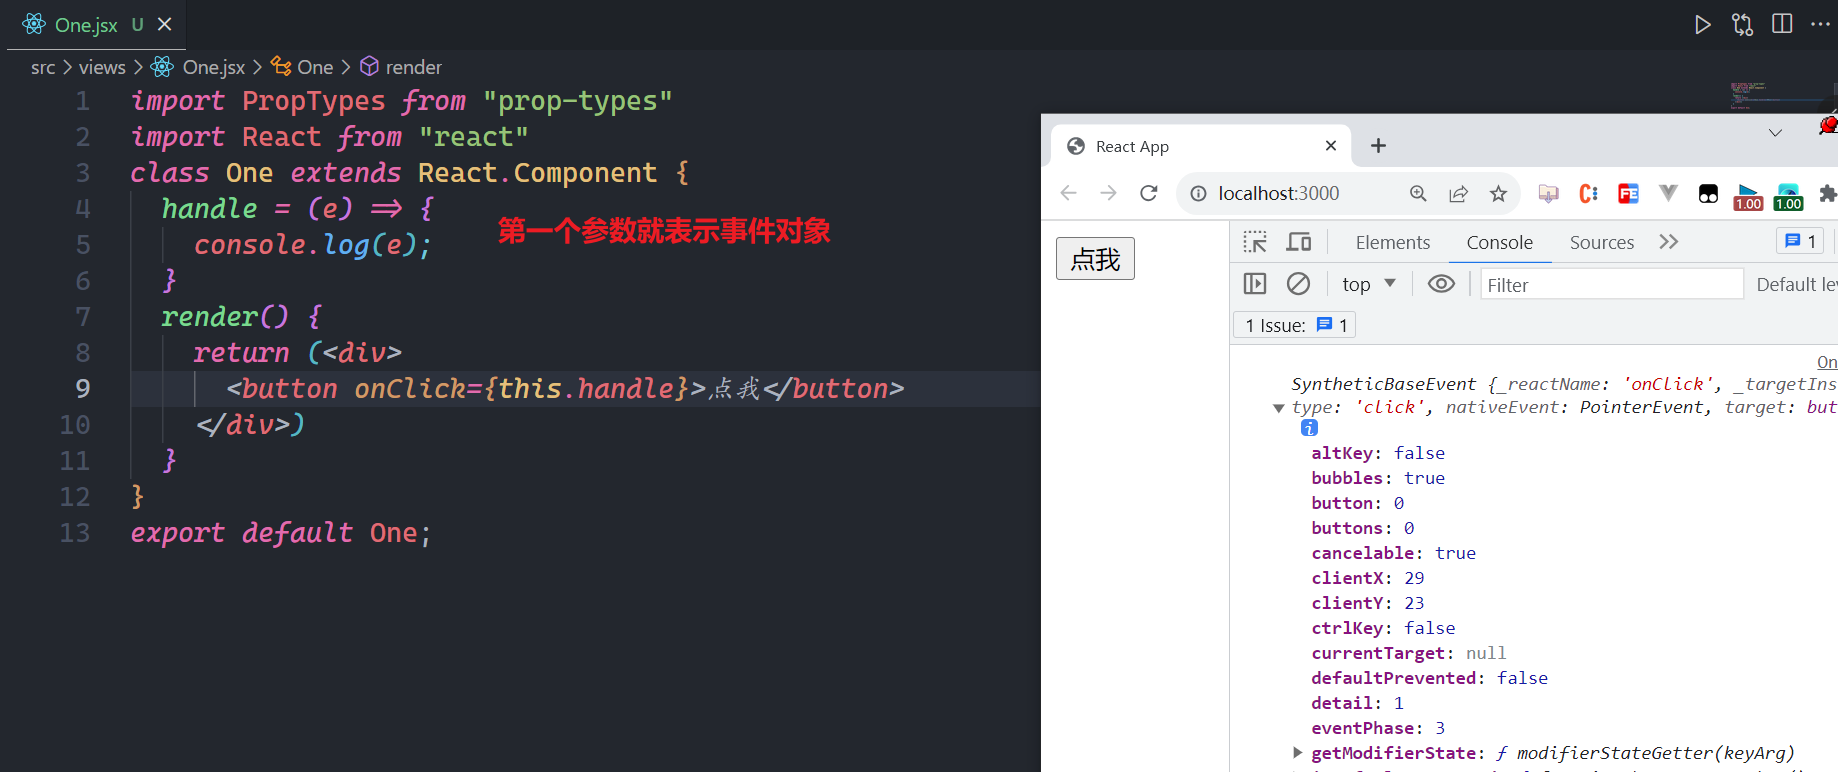 One.jsx U
src > views > One.jsx > One > render
1 import PropTypes from "prop-types"
2 import React from "react"
3 class One extends React.Component {
4 handle = (e) => {
第一个参数就表示事件对象
5 console.log(e);
6 }
7 render() {
8 return (<div>
9 <button onClick={this.handle}>点我</button>
10 </div>)
11 }
12 }
13 export default One;
React App
localhost:3000
1.00
1.00
点我
Elements Console Sources 1
top Filter Default lev
1 Issue: 1
On
SyntheticBaseEvent {_reactName: 'onClick', _targetIns
type: 'click', nativeEvent: PointerEvent, target: but
i
altKey: false
bubbles: true
button: 0
buttons: 0
cancelable: true
clientX: 29
clientY: 23
ctrlKey: false
currentTarget: null
defaultPrevented: false
detail: 1
eventPhase: 3
getModifierState: ƒ modifierStateGetter(keyArg)